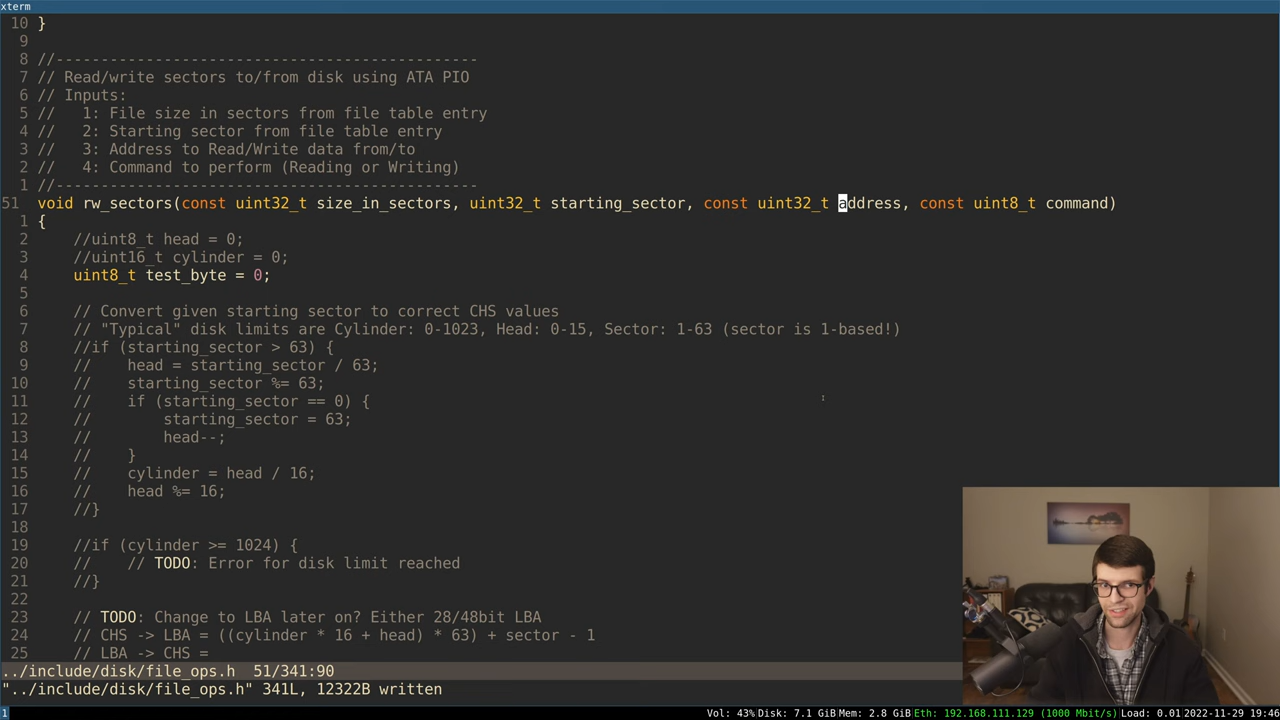 xterm
10 }
9
8 //-----------------------------------------------
7 // Read/write sectors to/from disk using ATA PIO
6 // Inputs:
5 //   1: File size in sectors from file table entry
4 //   2: Starting sector from file table entry
3 //   3: Address to Read/Write data from/to
2 //   4: Command to perform (Reading or Writing)
1 //-----------------------------------------------
51 void rw_sectors(const uint32_t size_in_sectors, uint32_t starting_sector, const uint32_t address, const uint8_t command)
1 {
2     //uint8_t head = 0;
3     //uint16_t cylinder = 0;
4     uint8_t test_byte = 0;
5
6     // Convert given starting sector to correct CHS values
7     // "Typical" disk limits are Cylinder: 0-1023, Head: 0-15, Sector: 1-63 (sector is 1-based!)
8     //if (starting_sector > 63) {
9     //    head = starting_sector / 63;
10     //    starting_sector %= 63;
11     //    if (starting_sector == 0) {
12     //        starting_sector = 63;
13     //        head--;
14     //    }
15     //    cylinder = head / 16;
16     //    head %= 16;
17     //}
18
19     //if (cylinder >= 1024) {
20     //    // TODO: Error for disk limit reached
21     //}
22
23     // TODO: Change to LBA later on? Either 28/48bit LBA
24     // CHS -> LBA = ((cylinder * 16 + head) * 63) + sector - 1
25     // LBA -> CHS =
../include/disk/file_ops.h  51/341:90
"../include/disk/file_ops.h" 341L, 12322B written
1 Vol: 43% Disk: 7.1 GiB Mem: 2.8 GiB Eth: 192.168.111.129 (1000 Mbit/s) Load: 0.01 2022-11-29 19:46